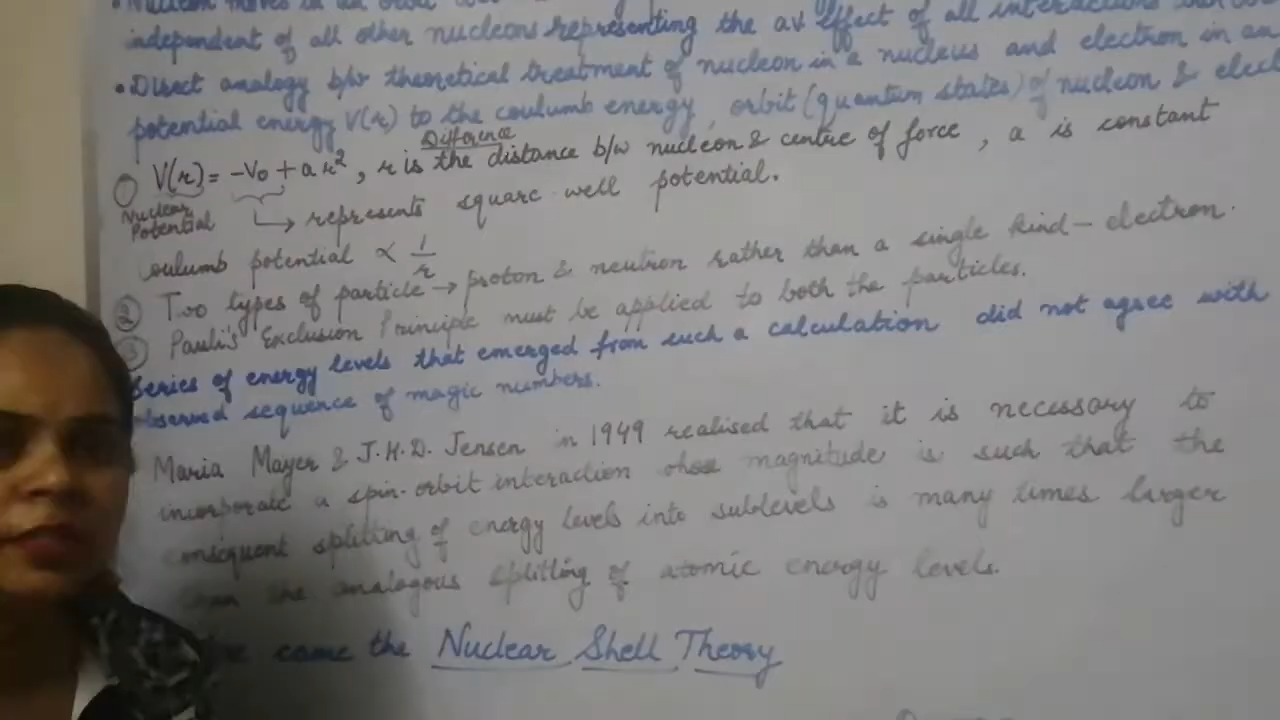 independent of all other nucleons representing the av effect of all interactions
• Direct analogy b/w theoretical treatment of nucleon in a nucleus and electron in an
potential energy V(r) to the coulumb energy, orbit (quantum states) of nucleon & elect
Difference
① V(r) = -V₀ + ar², r is the distance b/w nucleon & centre of force, a is constant
Nuclear Potential
↳ represents square well potential.
Coulumb potential ∝ 1/r
② Two types of particle → proton & neutron rather than a single kind - electron.
③ Pauli's Exclusion Principle must be applied to both the particles.
Series of energy levels that emerged from such a calculation did not agree with
observed sequence of magic numbers.
Maria Mayer & J.H.D. Jensen in 1949 realised that it is necessary to
incorporate a spin-orbit interaction whose magnitude is such that the
consequent splitting of energy levels into sublevels is many times larger
than the analogous splitting of atomic energy levels.
came the Nuclear Shell Theory